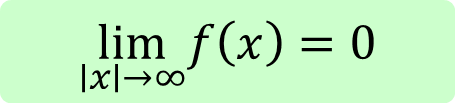 lim f(x) = 0
|x|→∞